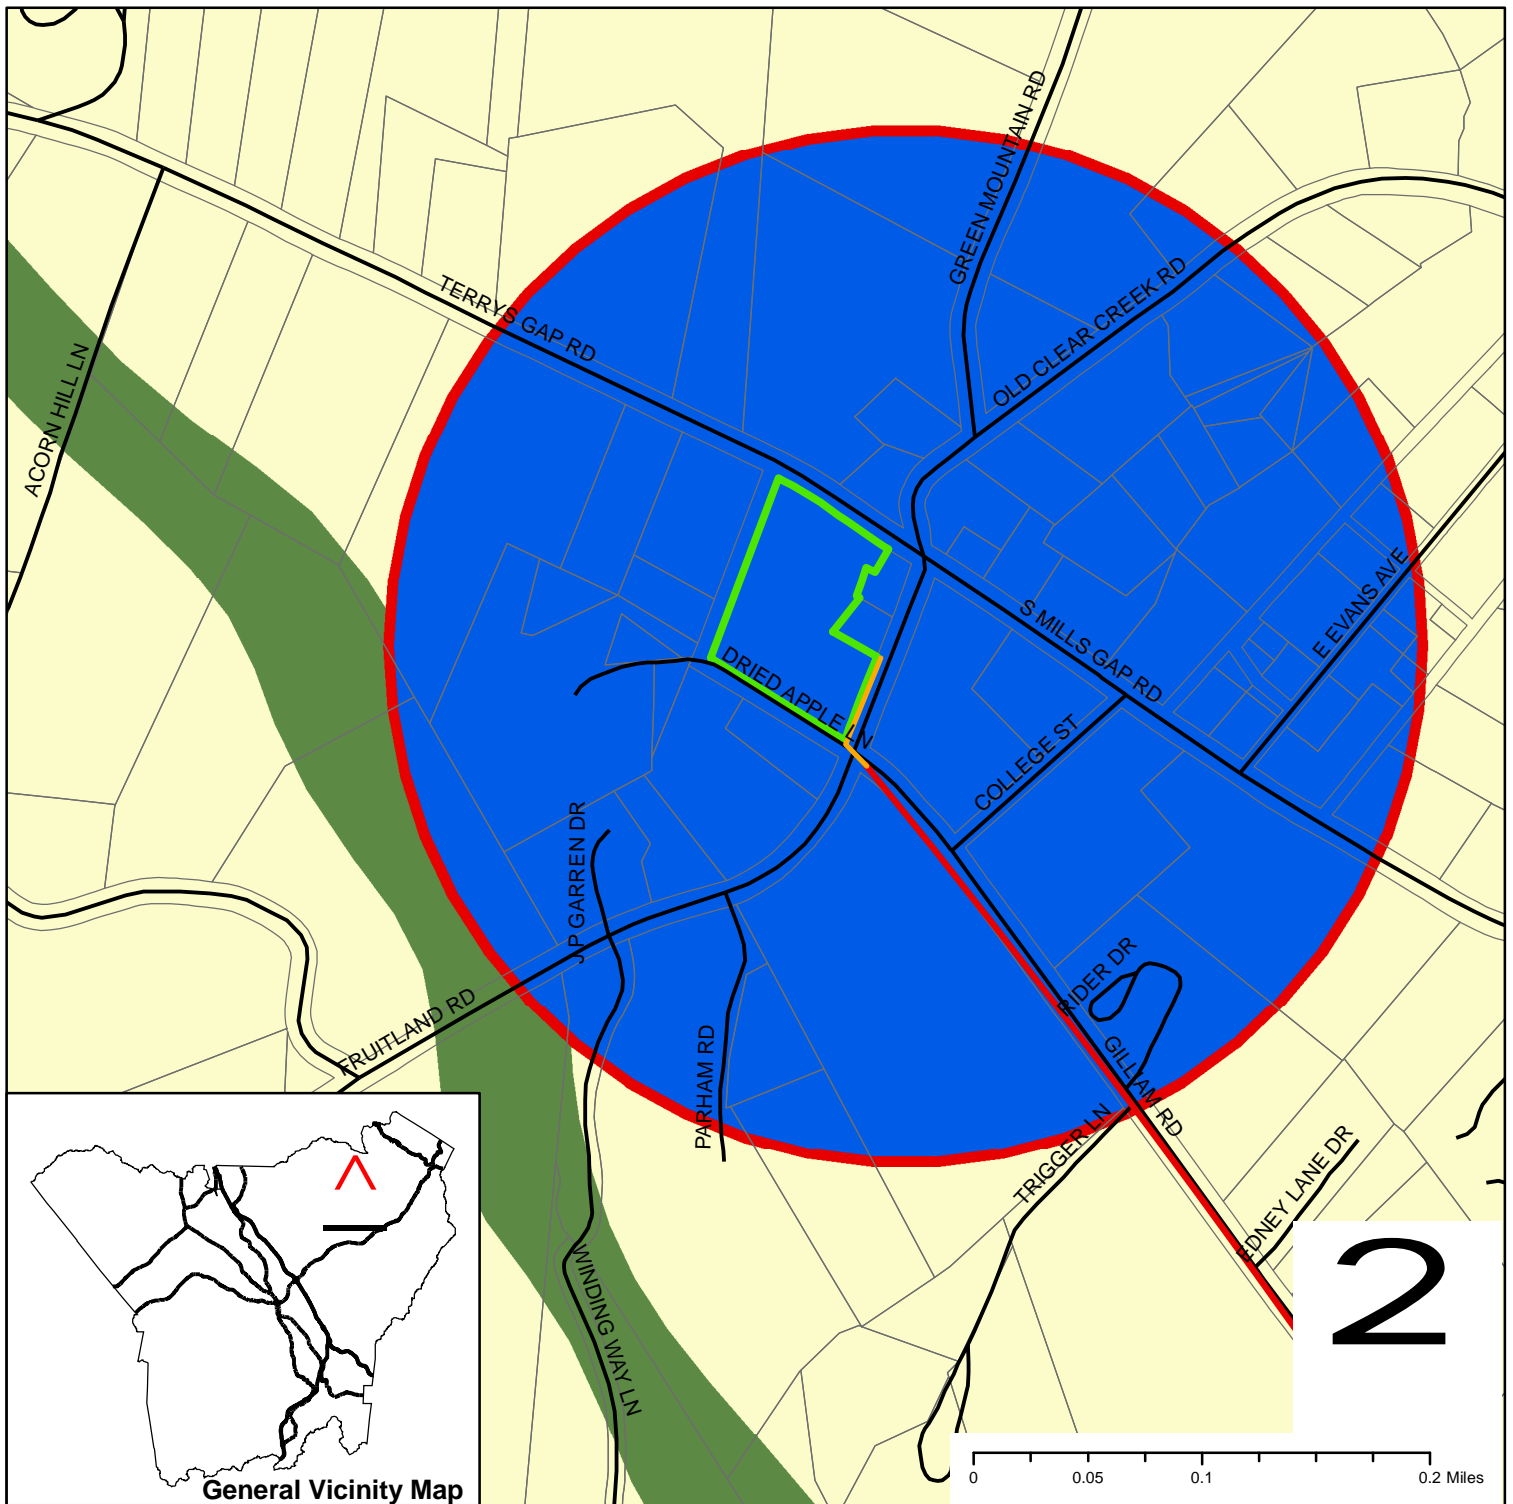 GREEN MOUNTAIN RD
TERRYS GAP RD
OLD CLEAR CREEK RD
ACORN HILL LN
E EVANS AVE
S MILLS GAP RD
DRIED APPLE LN
COLLEGE ST
J P GARREN DR
RIDER DR
FRUITLAND RD
PARHAM RD
GILLIAM RD
TRIGGER LN
EDNEY LANE DR
WINDING WAY LN
2
General Vicinity Map
0 0.05 0.1 0.2 Miles